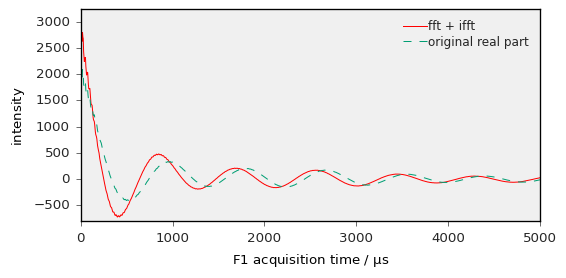 fft + ifft
original real part
intensity
3000
2500
2000
1500
1000
500
0
−500
0 1000 2000 3000 4000 5000
F1 acquisition time / µs